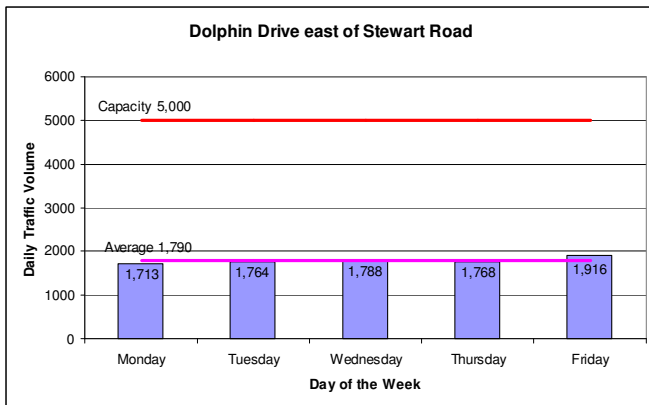 Dolphin Drive east of Stewart Road
6000
Capacity 5,000
5000
4000
3000
Average 1,790
2000
1,713 1,764 1,788 1,768 1,916
1000
0
Monday Tuesday Wednesday Thursday Friday
Day of the Week
Daily Traffic Volume